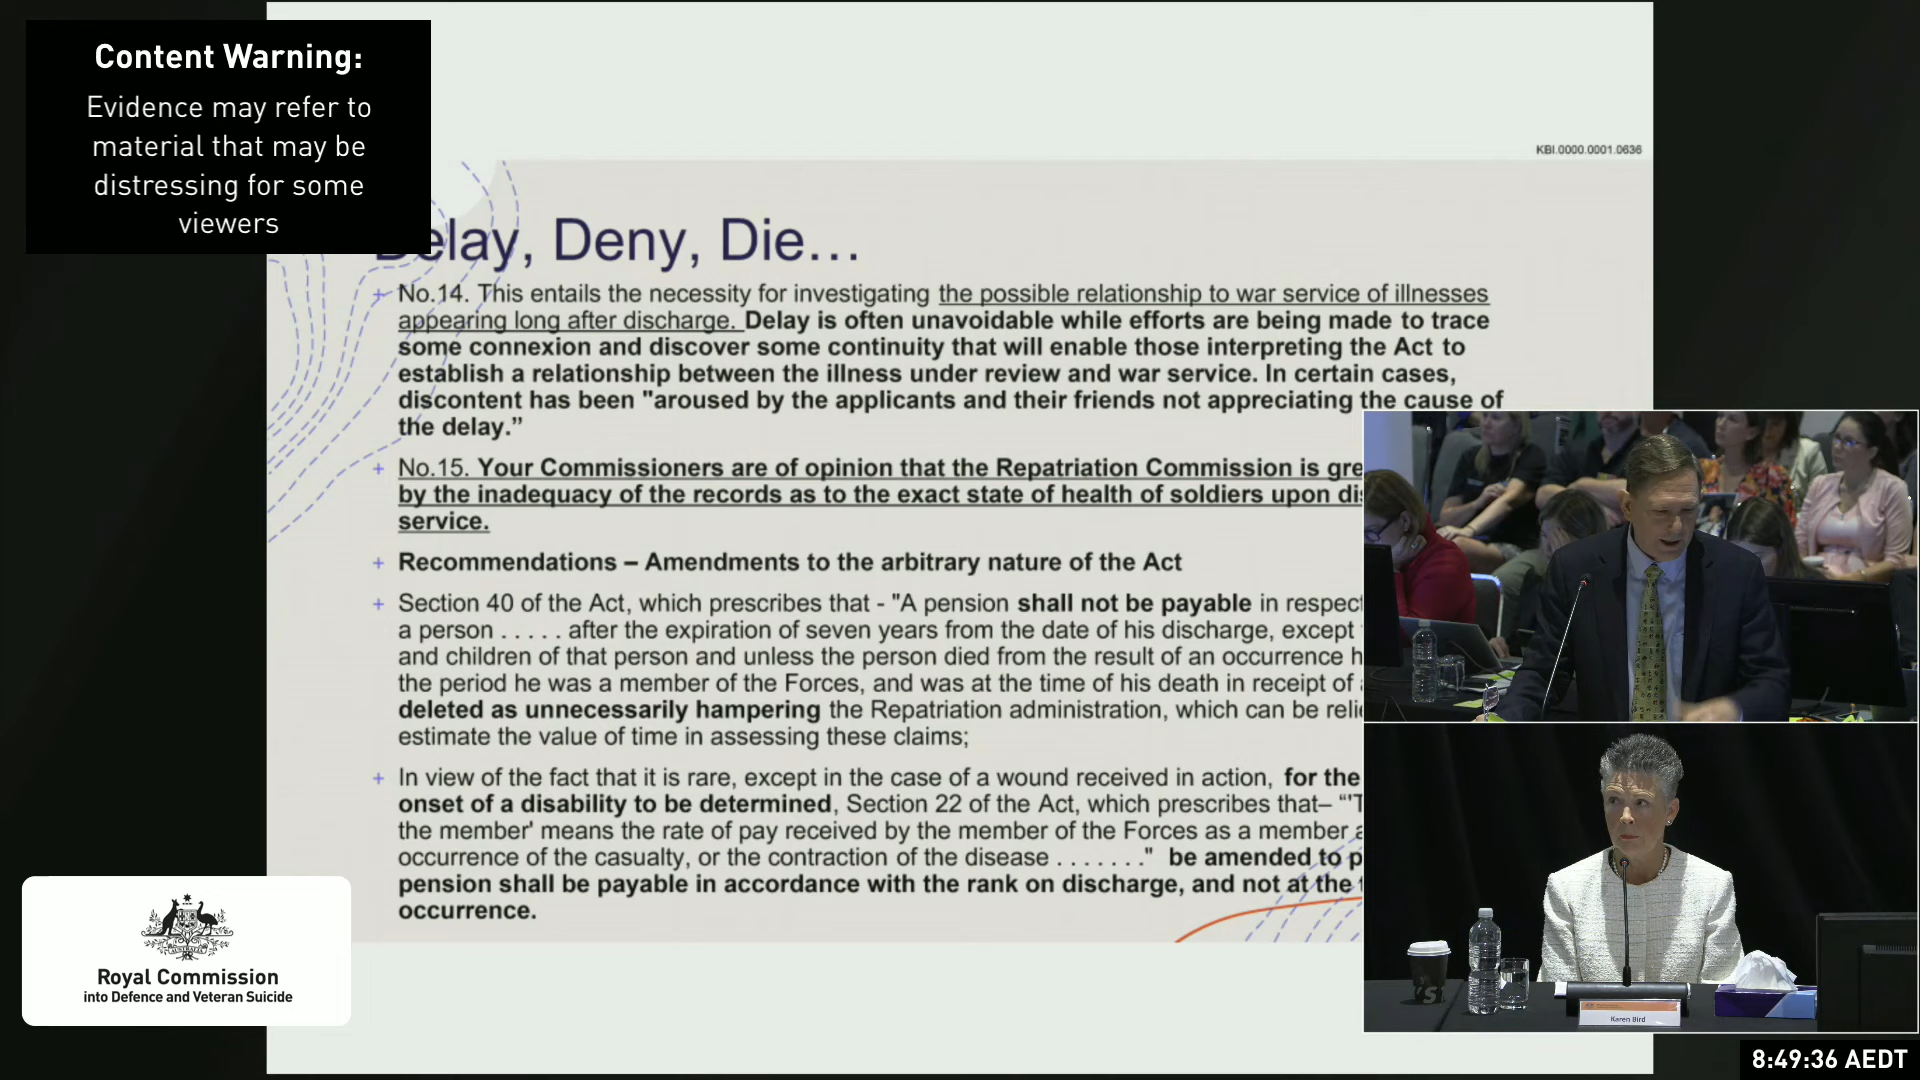 Content Warning:
Evidence may refer to
material that may be
distressing for some
viewers
KBI.0000.0001.0636
Delay, Deny, Die...
+ No.14. This entails the necessity for investigating the possible relationship to war service of illnesses
appearing long after discharge. Delay is often unavoidable while efforts are being made to trace
some connexion and discover some continuity that will enable those interpreting the Act to
establish a relationship between the illness under review and war service. In certain cases,
discontent has been "aroused by the applicants and their friends not appreciating the cause of
the delay.”
+ No.15. Your Commissioners are of opinion that the Repatriation Commission is gre
by the inadequacy of the records as to the exact state of health of soldiers upon dis
service.
+ Recommendations – Amendments to the arbitrary nature of the Act
+ Section 40 of the Act, which prescribes that - "A pension shall not be payable in respect
a person . . . . . after the expiration of seven years from the date of his discharge, except
and children of that person and unless the person died from the result of an occurrence h
the period he was a member of the Forces, and was at the time of his death in receipt of
deleted as unnecessarily hampering the Repatriation administration, which can be reli
estimate the value of time in assessing these claims;
+ In view of the fact that it is rare, except in the case of a wound received in action, for the
onset of a disability to be determined, Section 22 of the Act, which prescribes that– “'T
the member' means the rate of pay received by the member of the Forces as a member a
occurrence of the casualty, or the contraction of the disease . . . . . . ." be amended to p
pension shall be payable in accordance with the rank on discharge, and not at the t
occurrence.
Royal Commission
into Defence and Veteran Suicide
Karen Bird
8:49:36 AEDT